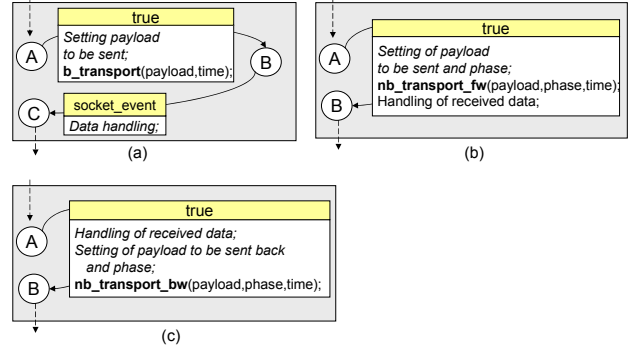 true
A
Setting payload
to be sent;
b_transport(payload,time);
B
socket_event
C
Data handling;
(a)
true
A
Setting of payload
to be sent and phase;
nb_transport_fw(payload,phase,time);
B
Handling of received data;
(b)
true
A
Handling of received data;
Setting of payload to be sent back
and phase;
B
nb_transport_bw(payload,phase,time);
(c)